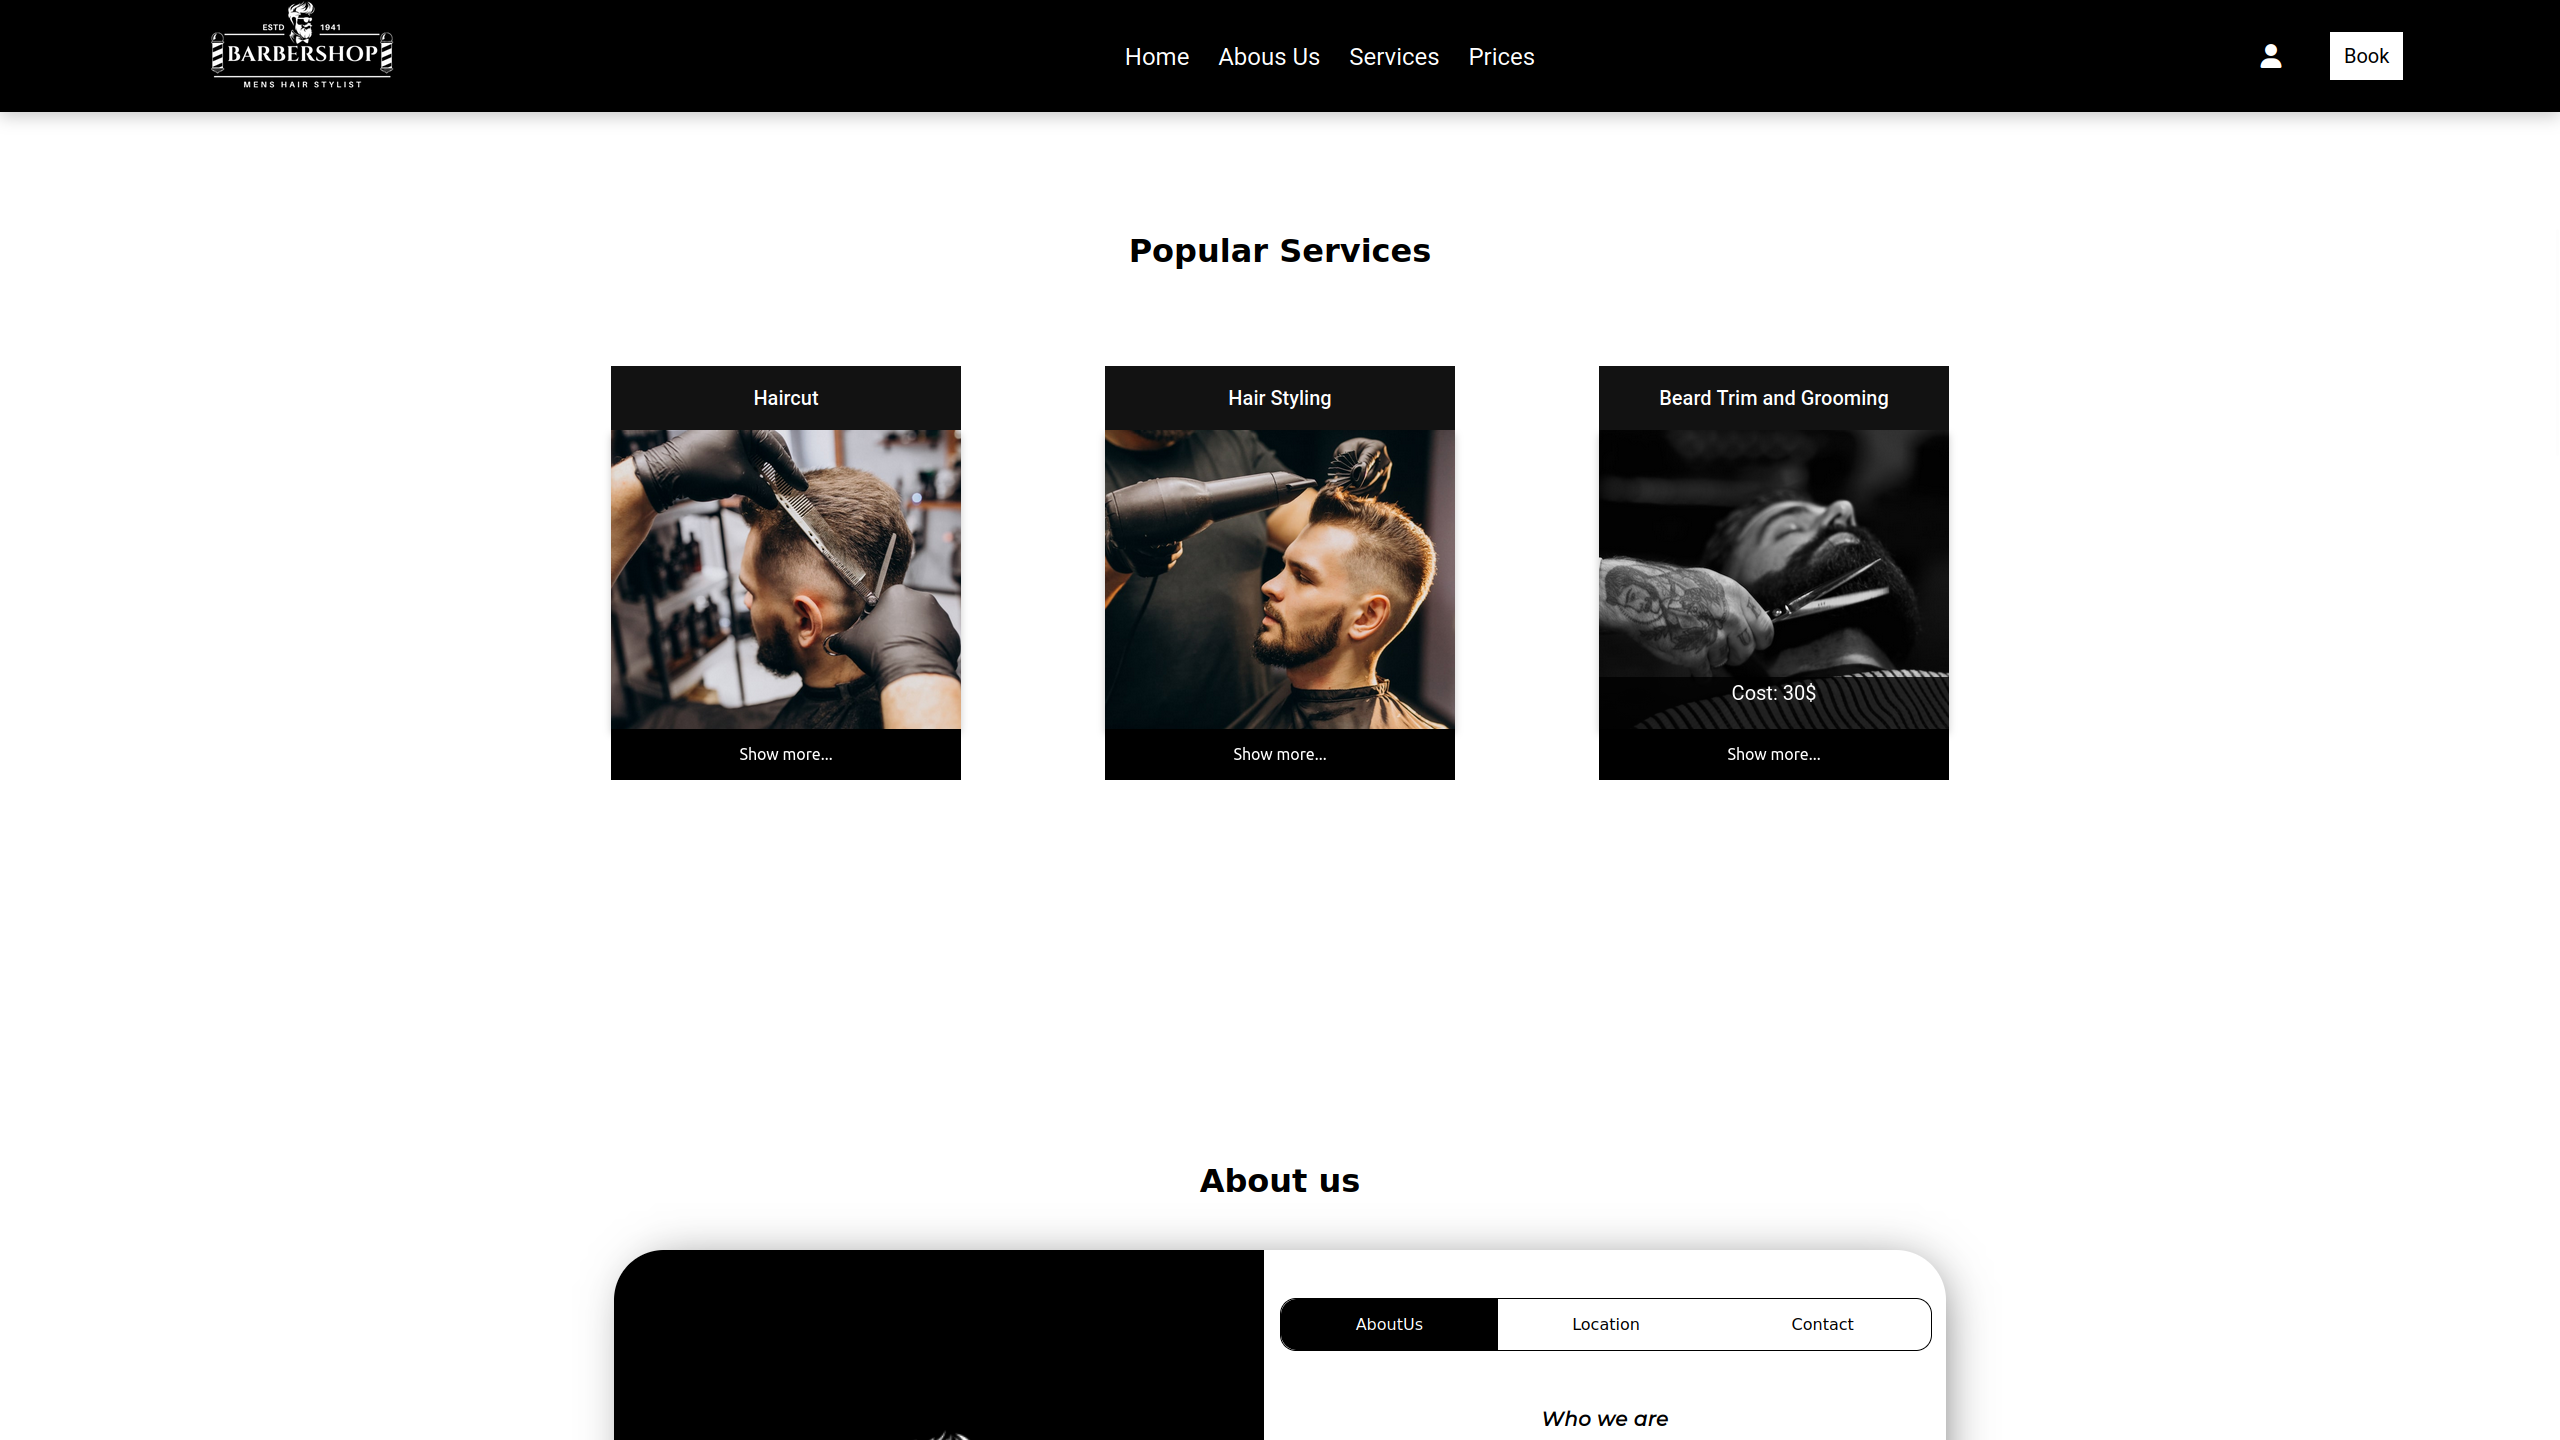 ESTD 1941
BARBERSHOP
MENS HAIR STYLIST
Home Abous Us Services Prices
Book
Popular Services
Haircut
Hair Styling
Beard Trim and Grooming
Cost: 30$
Show more...
Show more...
Show more...
About us
AboutUs Location Contact
Who we are